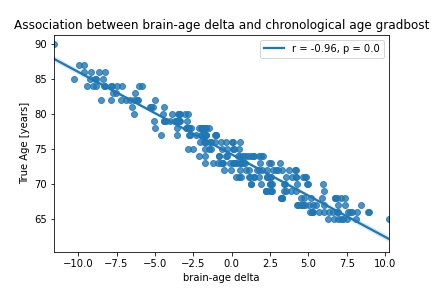 Association between brain-age delta and chronological age gradbost
r = -0.96, p = 0.0
True Age [years]
90
85
80
75
70
65
−10.0 −7.5 −5.0 −2.5 0.0 2.5 5.0 7.5 10.0
brain-age delta